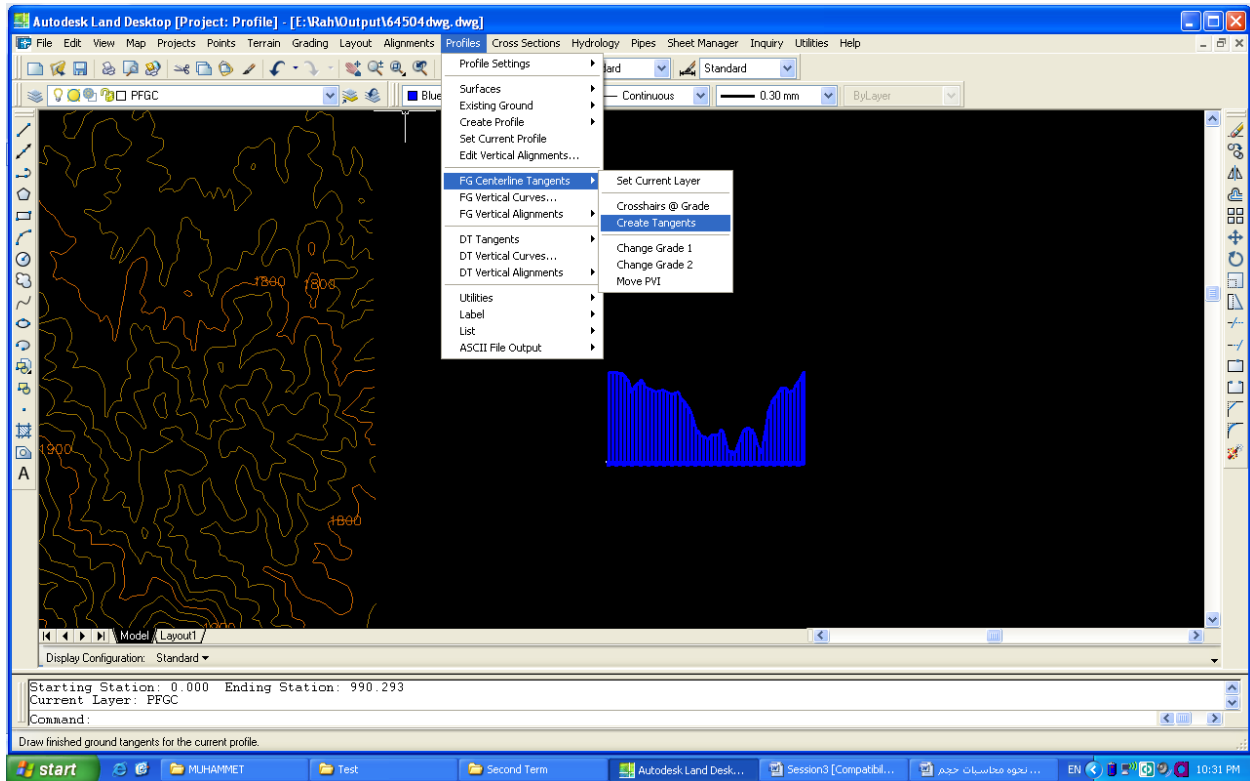 Autodesk Land Desktop [Project: Profile] - [E:\Rah\Output\64504dwg.dwg]
File Edit View Map Projects Points Terrain Grading Layout Alignments Profiles Cross Sections Hydrology Pipes Sheet Manager Inquiry Utilities Help
Standard
PFGC
Blue
Continuous
0.30 mm
ByLayer
Profile Settings
Surfaces
Existing Ground
Create Profile
Set Current Profile
Edit Vertical Alignments...
FG Centerline Tangents
FG Vertical Curves...
FG Vertical Alignments
DT Tangents
DT Vertical Curves...
DT Vertical Alignments
Utilities
Label
List
ASCII File Output
Set Current Layer
Crosshairs @ Grade
Create Tangents
Change Grade 1
Change Grade 2
Move PVI
0
1800 1800
1900
1800
A
Model Layout1
Display Configuration: Standard
Starting Station: 0.000 Ending Station: 990.293
Current Layer: PFGC
Command:
Draw finished ground tangents for the current profile.
start
MUHAMMET
Test
Second Term
Autodesk Land Desk...
Session3 [Compatibil...
نحوه محاسبات حجم ...
EN
10:31 PM